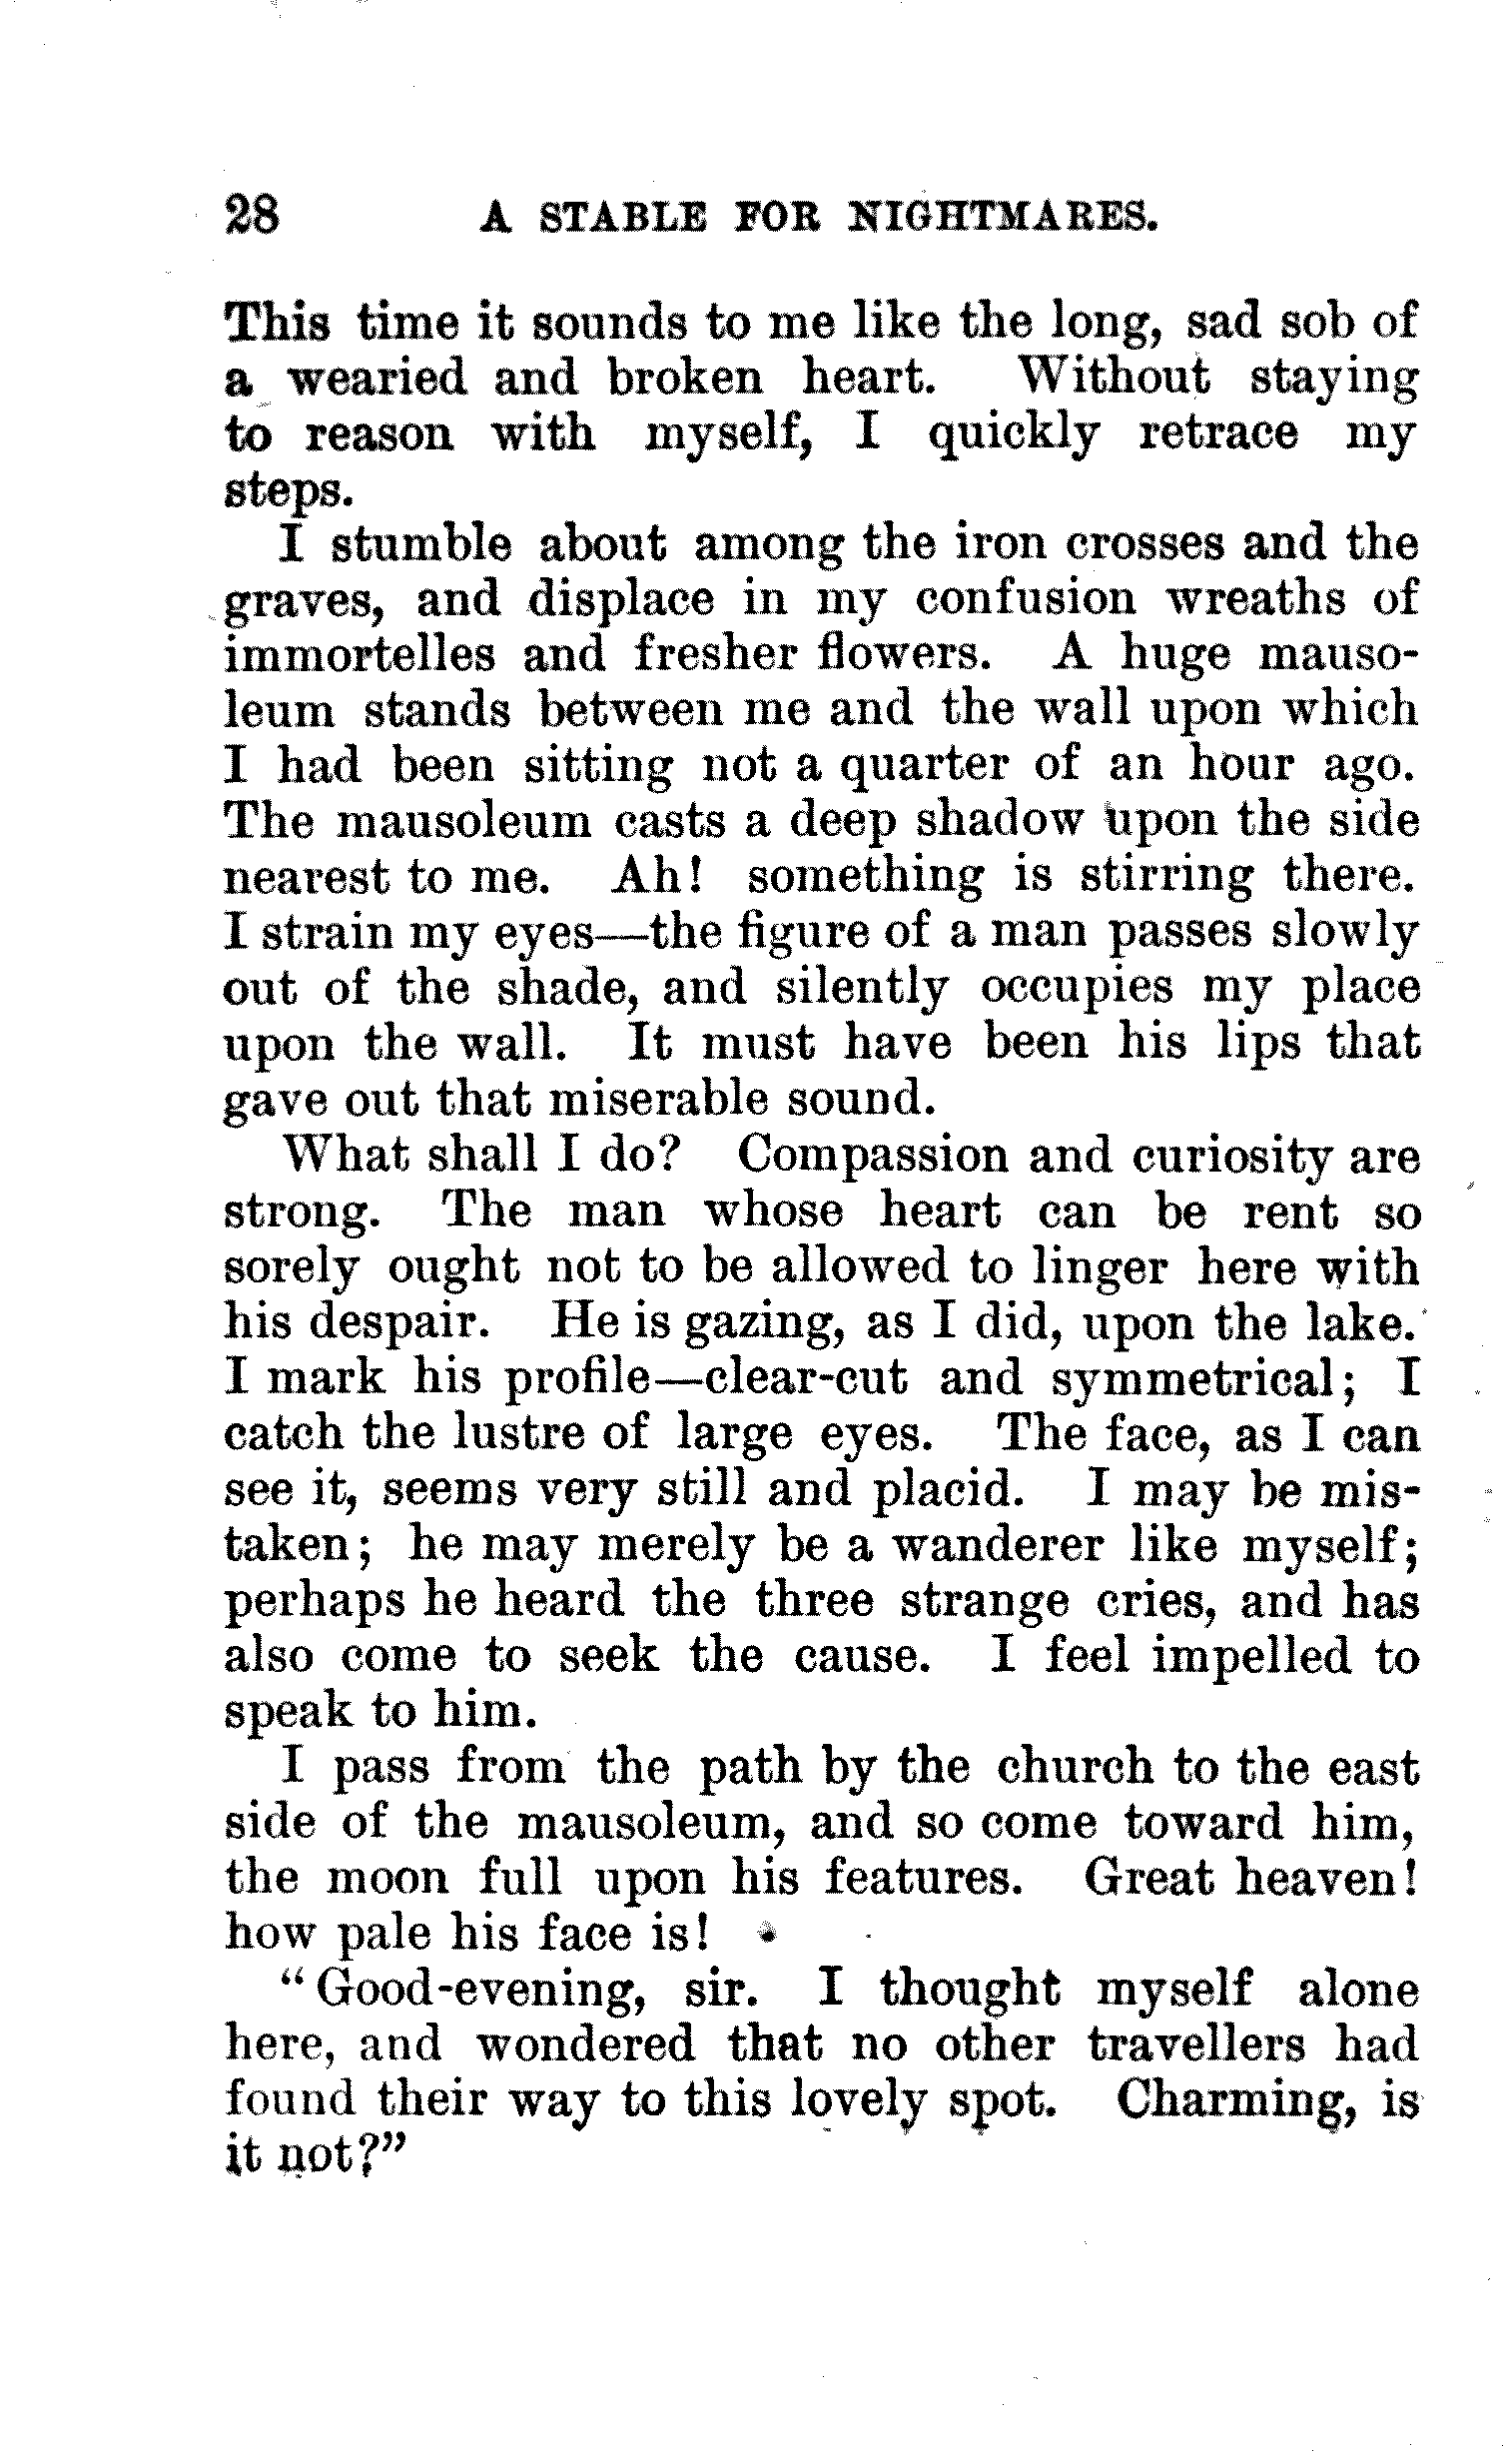 28 A STABLE FOR NIGHTMARES.
This time it sounds to me like the long, sad sob of
a wearied and broken heart. Without staying
to reason with myself, I quickly retrace my
steps.
I stumble about among the iron crosses and the
graves, and displace in my confusion wreaths of
immortelles and fresher flowers. A huge mauso-
leum stands between me and the wall upon which
I had been sitting not a quarter of an hour ago.
The mausoleum casts a deep shadow upon the side
nearest to me. Ah! something is stirring there.
I strain my eyes—the figure of a man passes slowly
out of the shade, and silently occupies my place
upon the wall. It must have been his lips that
gave out that miserable sound.
What shall I do? Compassion and curiosity are
strong. The man whose heart can be rent so
sorely ought not to be allowed to linger here with
his despair. He is gazing, as I did, upon the lake.
I mark his profile—clear-cut and symmetrical; I
catch the lustre of large eyes. The face, as I can
see it, seems very still and placid. I may be mis-
taken; he may merely be a wanderer like myself;
perhaps he heard the three strange cries, and has
also come to seek the cause. I feel impelled to
speak to him.
I pass from the path by the church to the east
side of the mausoleum, and so come toward him,
the moon full upon his features. Great heaven!
how pale his face is!
"Good-evening, sir. I thought myself alone
here, and wondered that no other travellers had
found their way to this lovely spot. Charming, is
it not?"